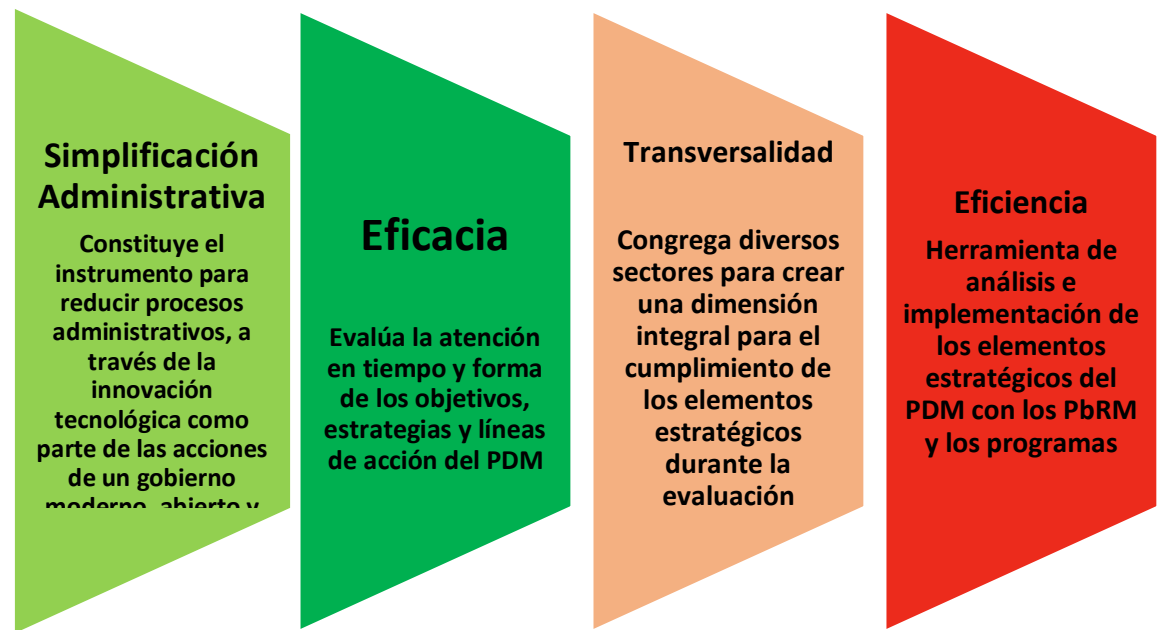 Simplificación
Administrativa
Constituye el
instrumento para
reducir procesos
administrativos, a
través de la
innovación
tecnológica como
parte de las acciones
de un gobierno
moderno, abierto y
Eficacia
Evalúa la atención
en tiempo y forma
de los objetivos,
estrategias y líneas
de acción del PDM
Transversalidad
Congrega diversos
sectores para crear
una dimensión
integral para el
cumplimiento de
los elementos
estratégicos
durante la
evaluación
Eficiencia
Herramienta de
análisis e
implementación de
los elementos
estratégicos del
PDM con los PbRM
y los programas